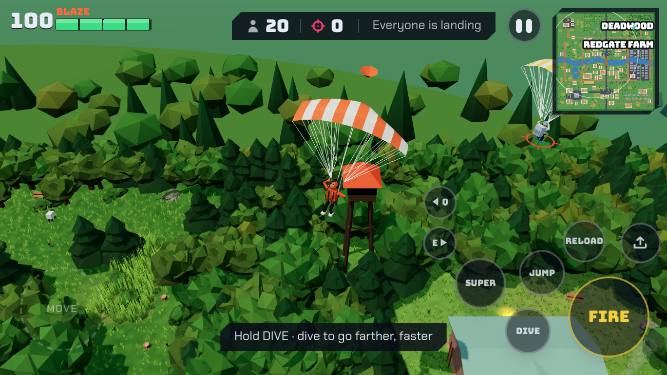 100 BLAZE
20 0 Everyone is landing
DEADWOOD
REDGATE FARM
Q
E
RELOAD
JUMP
SUPER
MOVE
FIRE
DIVE
Hold DIVE · dive to go farther, faster